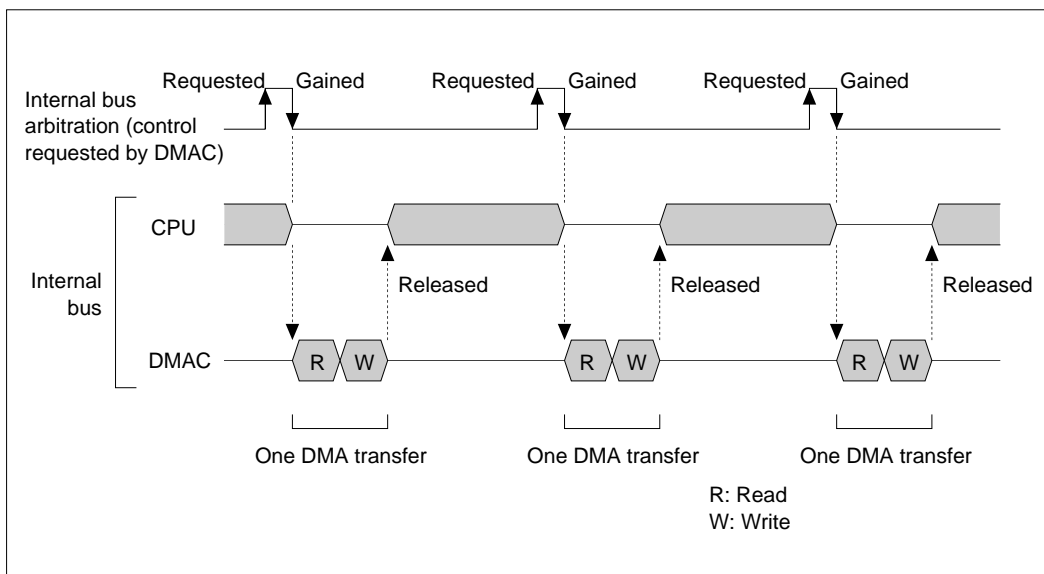 Requested Gained Requested Gained Requested Gained
Internal bus
arbitration (control
requested by DMAC)
CPU
Internal
bus
Released Released Released
DMAC R W R W R W
One DMA transfer One DMA transfer One DMA transfer
R: Read
W: Write